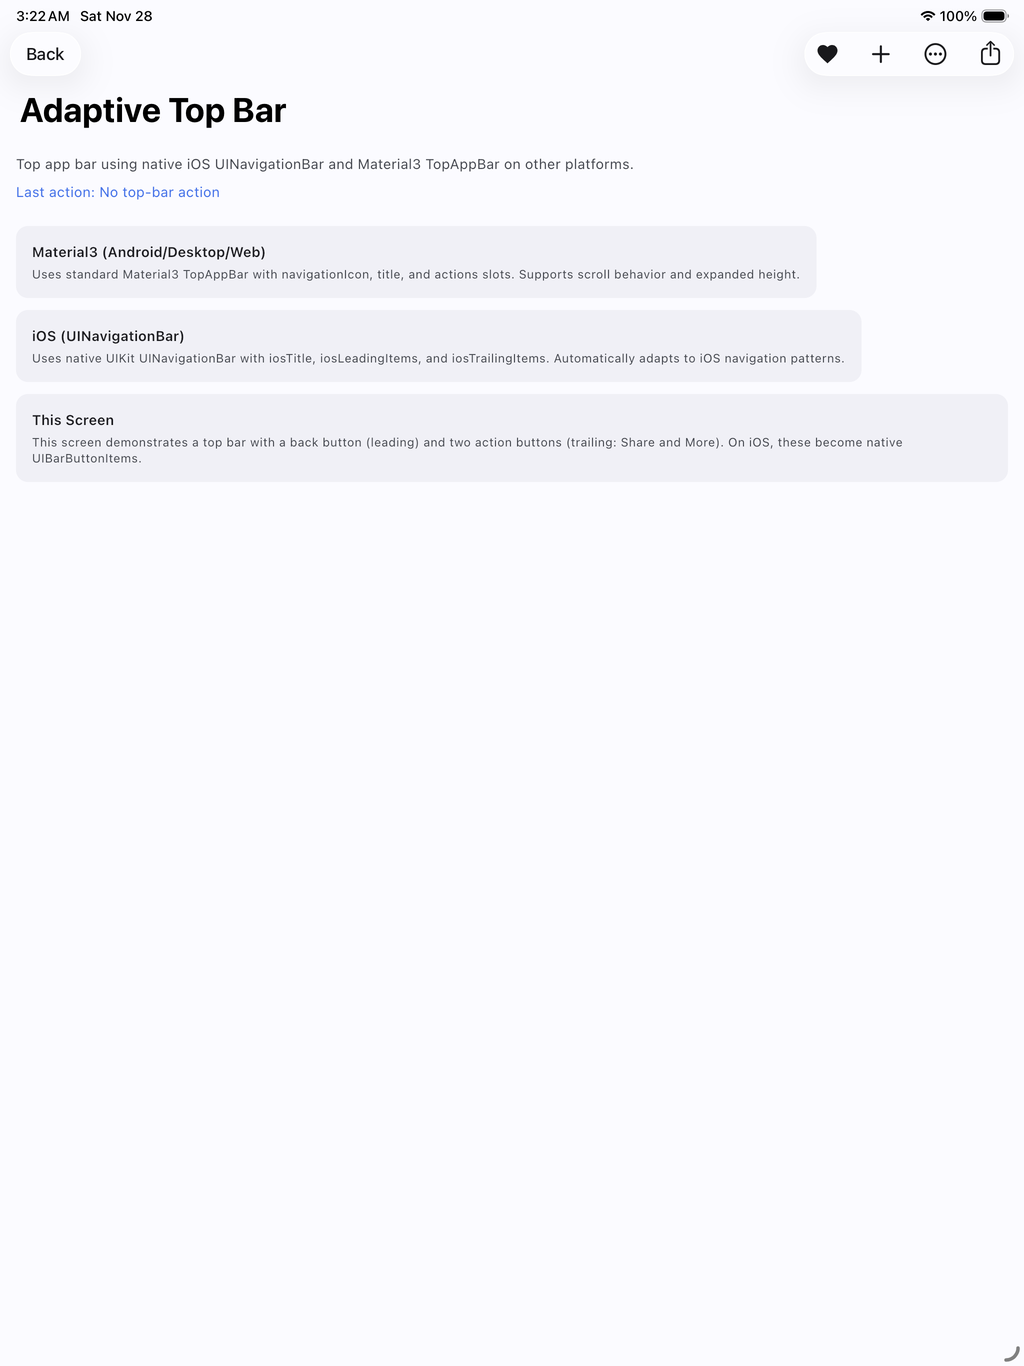 3:22 AM Sat Nov 28
100%
Back
Adaptive Top Bar
Top app bar using native iOS UINavigationBar and Material3 TopAppBar on other platforms.
Last action: No top-bar action
Material3 (Android/Desktop/Web)
Uses standard Material3 TopAppBar with navigationIcon, title, and actions slots. Supports scroll behavior and expanded height.
iOS (UINavigationBar)
Uses native UIKit UINavigationBar with iosTitle, iosLeadingItems, and iosTrailingItems. Automatically adapts to iOS navigation patterns.
This Screen
This screen demonstrates a top bar with a back button (leading) and two action buttons (trailing: Share and More). On iOS, these become native
UIBarButtonItems.